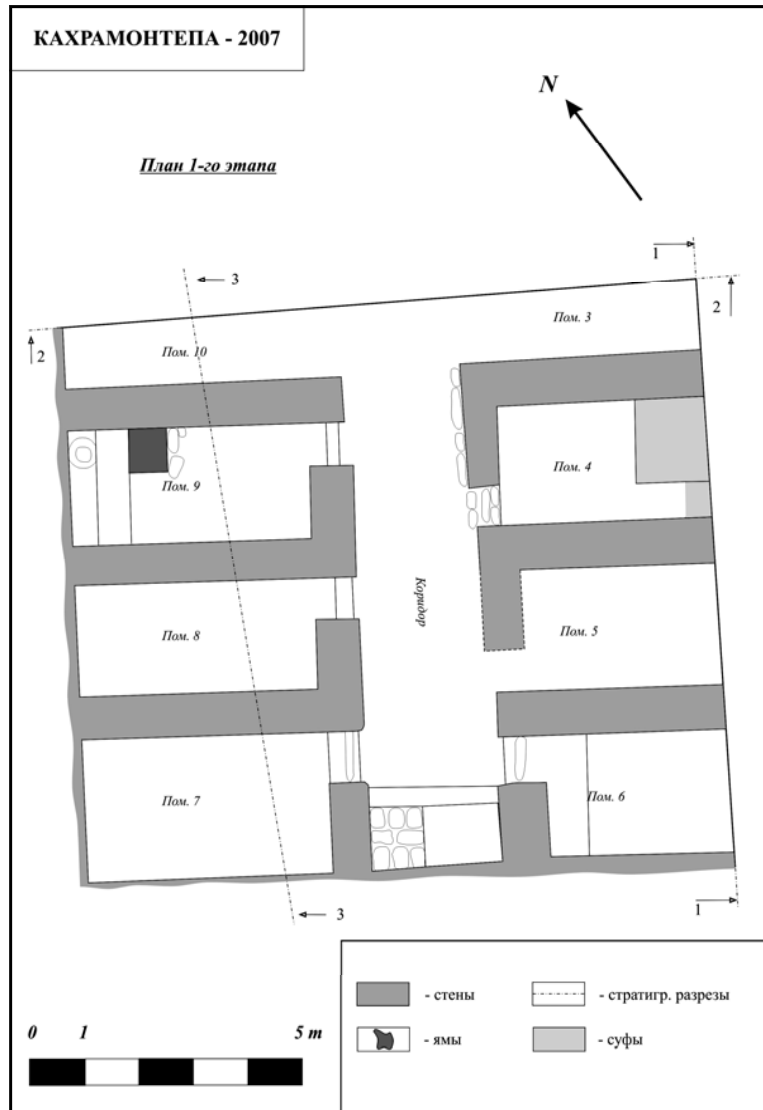 КАХРАМОНТЕПА - 2007
N
План 1-го этапа
1
3
2
Пом. 3
2
Пом. 10
Пом. 4
Пом. 9
Коридор
Пом. 8
Пом. 5
Пом. 7
Пом. 6
3
1
- стены
- стратигр. разрезы
0 1 5 m
- ямы
- суфы